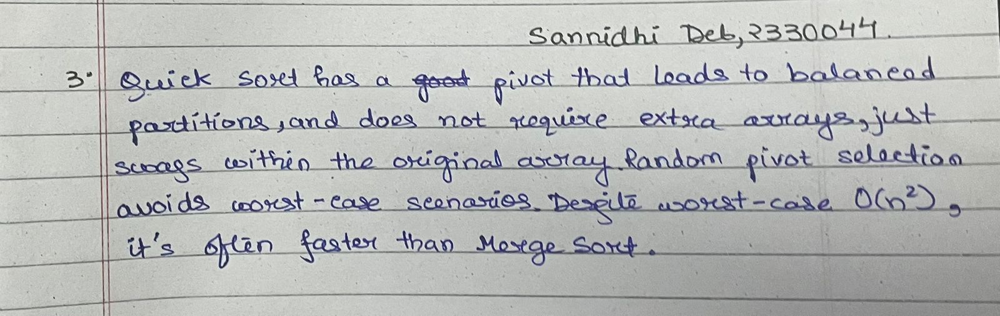 Sannidhi Deb, 2330044.
3. Quick sort has a good pivot that leads to balanced
partitions, and does not require extra arrays, just
swaps within the original array. Random pivot selection
avoids worst-case scenarios. Despite worst-case O(n²),
it's often faster than Merge Sort.